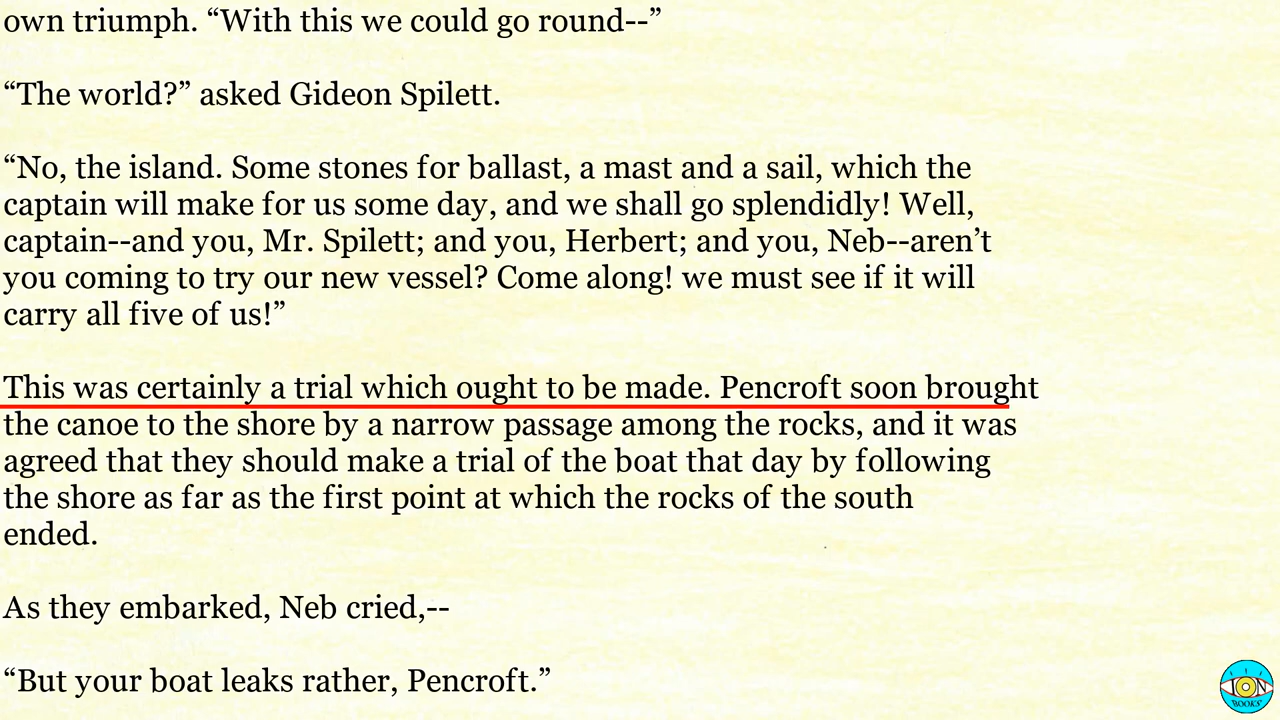 own triumph. “With this we could go round--”
“The world?” asked Gideon Spilett.
“No, the island. Some stones for ballast, a mast and a sail, which the
captain will make for us some day, and we shall go splendidly! Well,
captain--and you, Mr. Spilett; and you, Herbert; and you, Neb--aren’t
you coming to try our new vessel? Come along! we must see if it will
carry all five of us!”
This was certainly a trial which ought to be made. Pencroft soon brought
the canoe to the shore by a narrow passage among the rocks, and it was
agreed that they should make a trial of the boat that day by following
the shore as far as the first point at which the rocks of the south
ended.
As they embarked, Neb cried,--
“But your boat leaks rather, Pencroft.”
ION
BOOKS